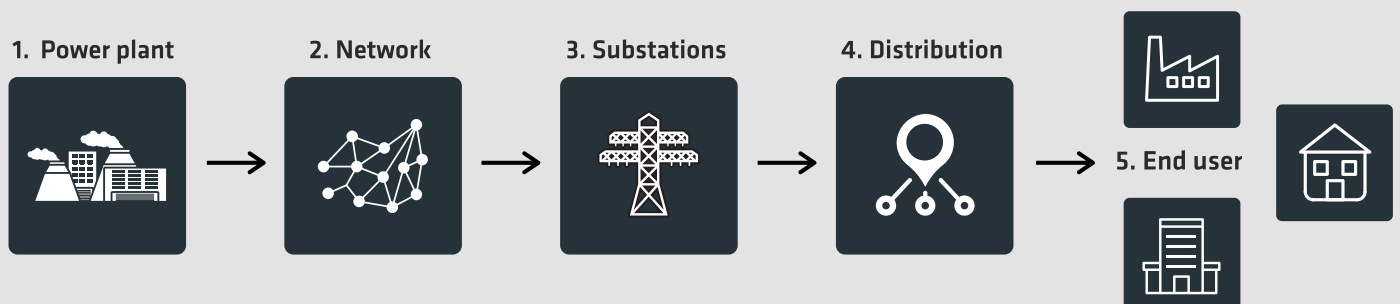 1. Power plant
2. Network
3. Substations
4. Distribution
5. End user